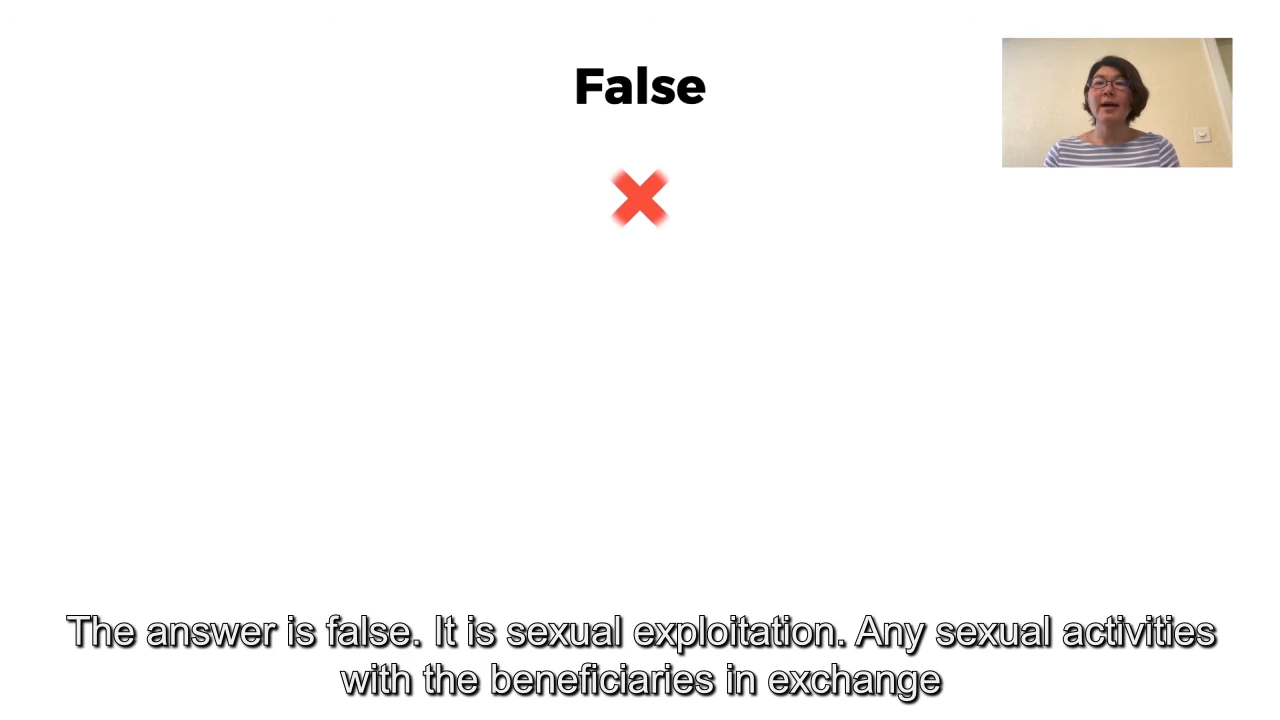 False
The answer is false. It is sexual exploitation. Any sexual activities
with the beneficiaries in exchange